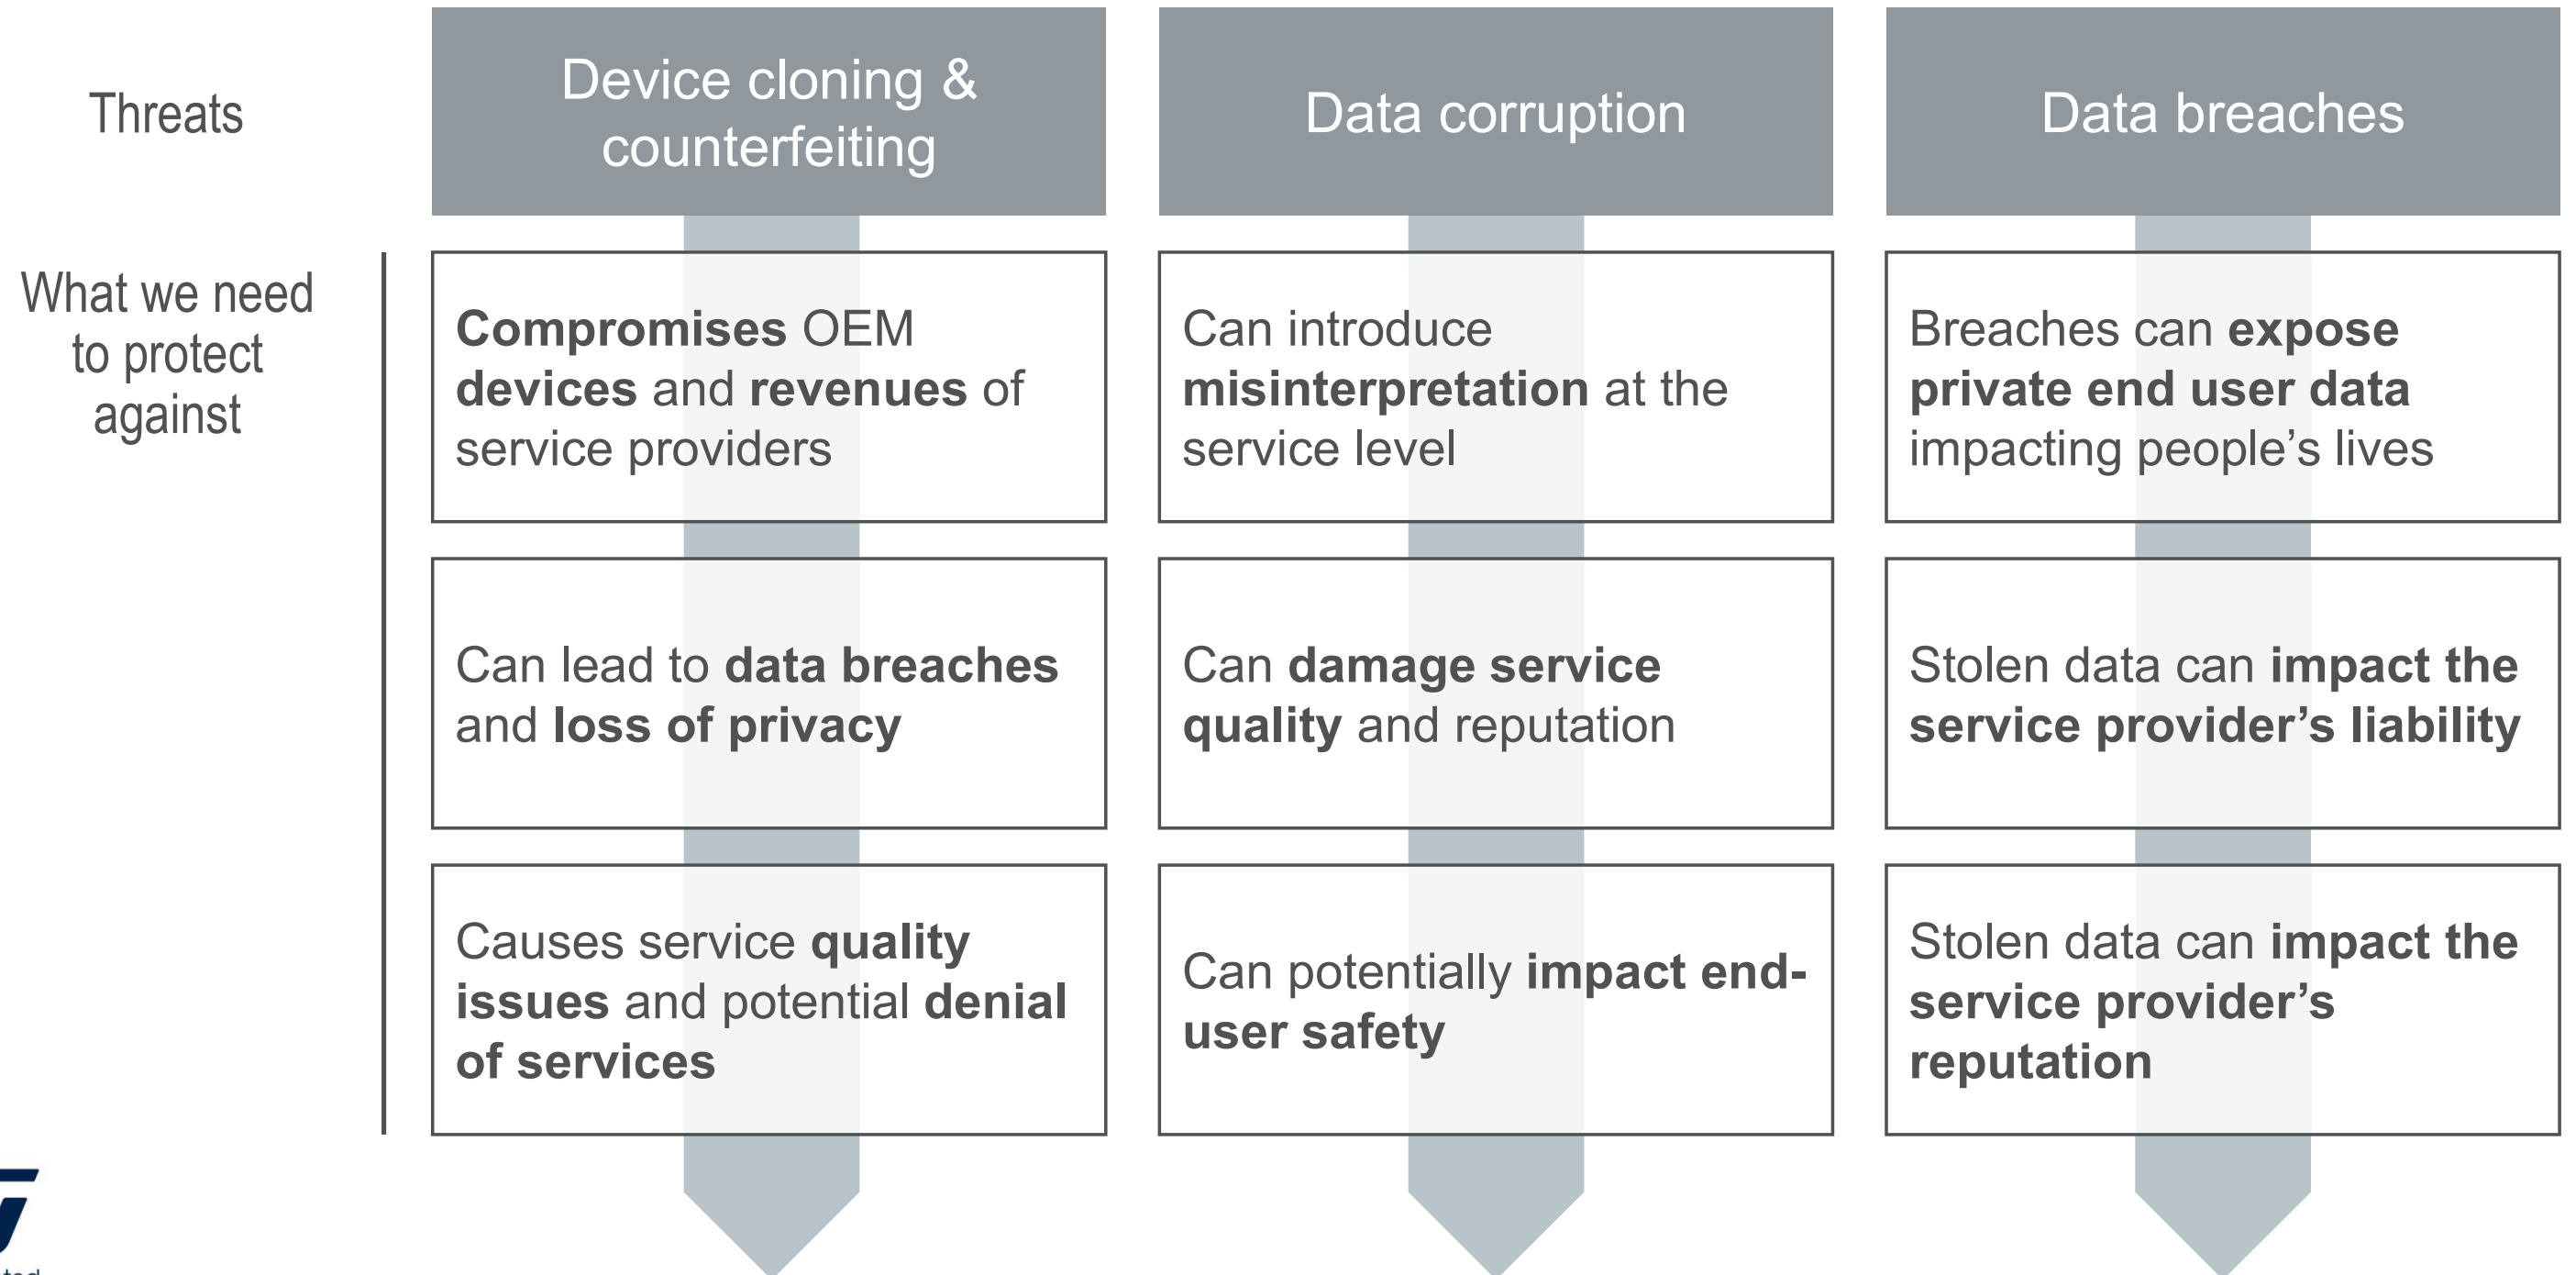 Threats
Device cloning &
counterfeiting
Data corruption
Data breaches
What we need
to protect
against
Compromises OEM
devices and revenues of
service providers
Can introduce
misinterpretation at the
service level
Breaches can expose
private end user data
impacting people’s lives
Can lead to data breaches
and loss of privacy
Can damage service
quality and reputation
Stolen data can impact the
service provider’s liability
Causes service quality
issues and potential denial
of services
Can potentially impact end-
user safety
Stolen data can impact the
service provider’s
reputation